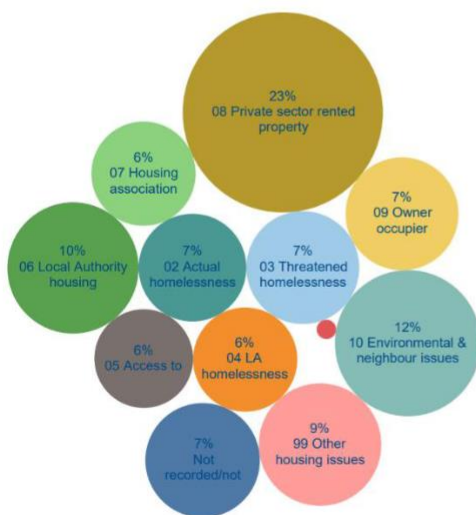 23%
08 Private sector rented
property
6%
07 Housing
association
7%
09 Owner
occupier
10%
06 Local Authority
housing
7%
02 Actual
homelessness
7%
03 Threatened
homelessness
12%
10 Environmental &
neighbour issues
6%
05 Access to
6%
04 LA
homelessness
9%
99 Other
housing issues
7%
Not
recorded/not